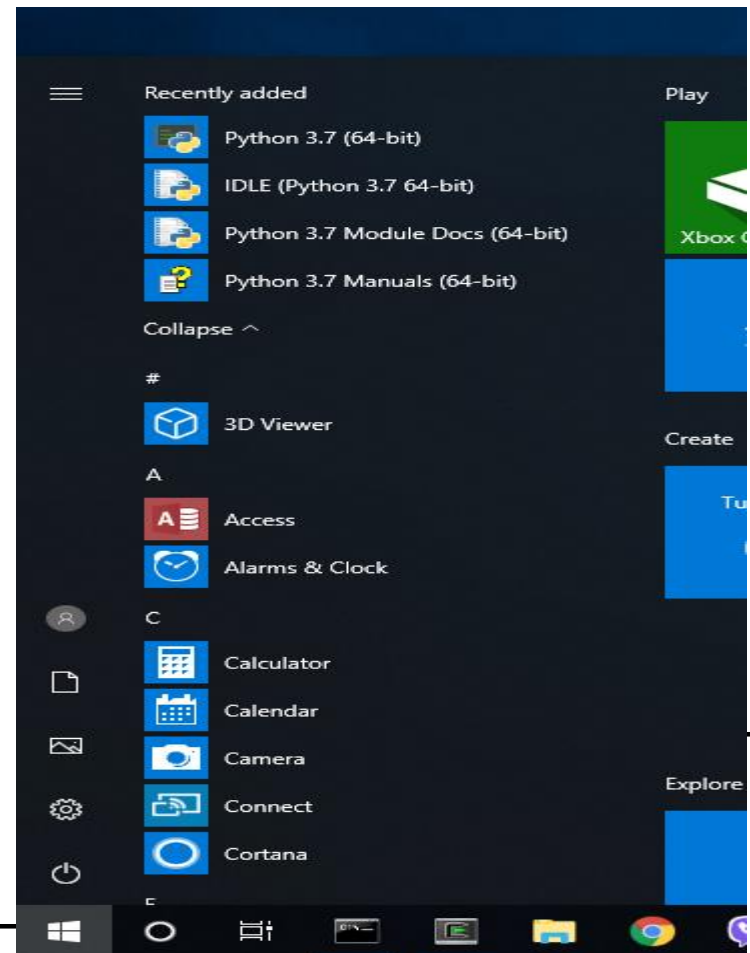 Recently added
Python 3.7 (64-bit)
IDLE (Python 3.7 64-bit)
Python 3.7 Module Docs (64-bit)
Python 3.7 Manuals (64-bit)
Collapse
#
3D Viewer
A
Access
Alarms & Clock
C
Calculator
Calendar
Camera
Connect
Cortana
Play
Xbox
Create
Tu
Explore